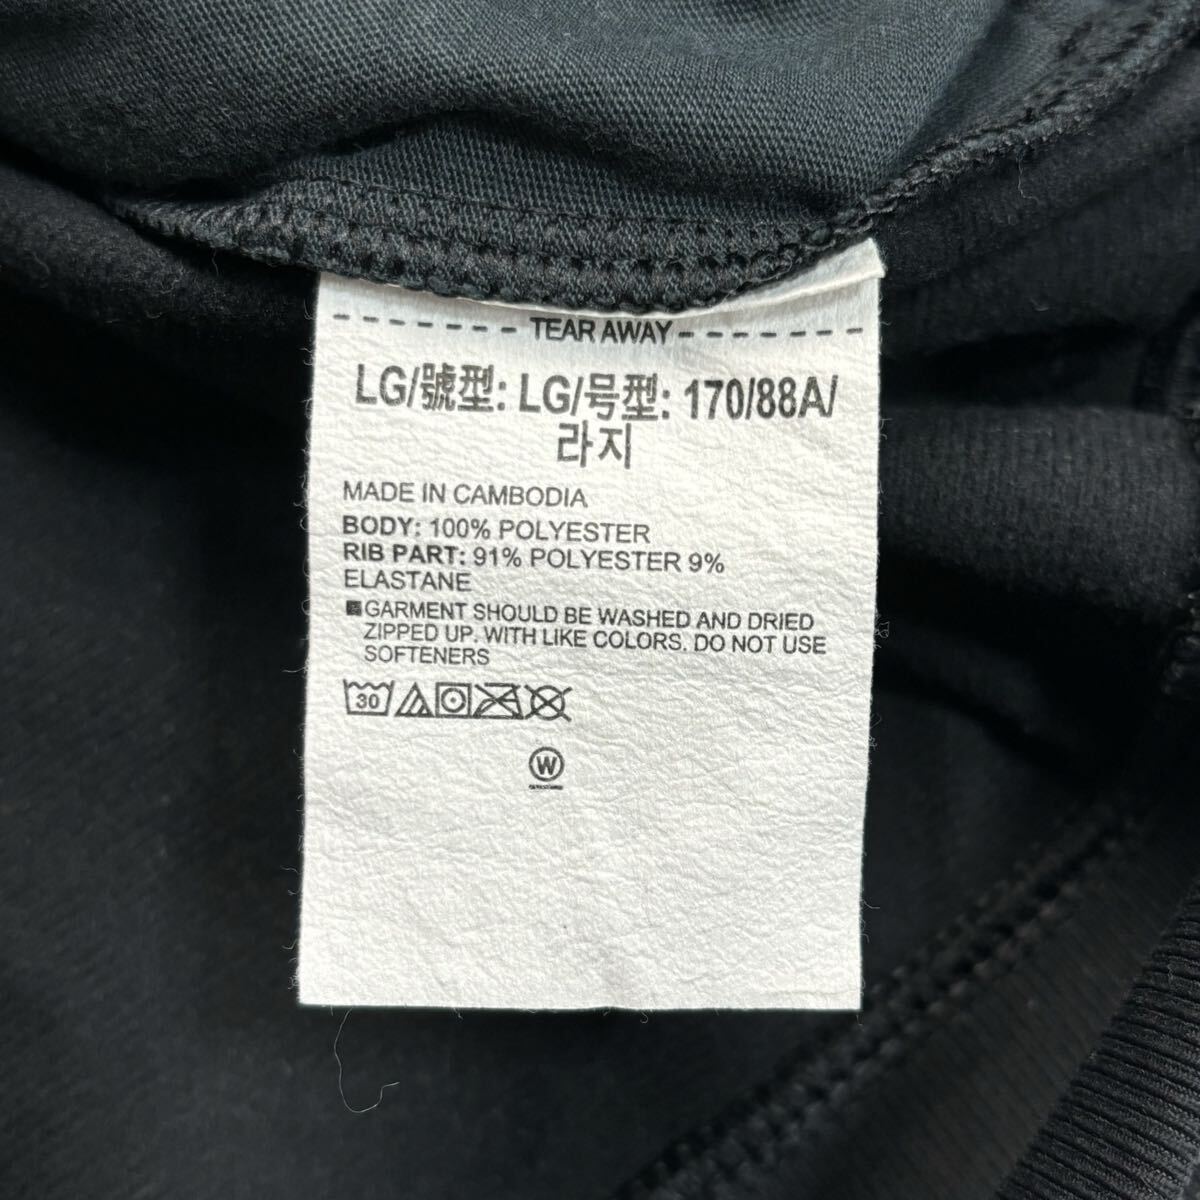 TEAR AWAY
LG/號型: LG/号型: 170/88A/
라지
MADE IN CAMBODIA
BODY: 100% POLYESTER
RIB PART: 91% POLYESTER 9%
ELASTANE
GARMENT SHOULD BE WASHED AND DRIED
ZIPPED UP. WITH LIKE COLORS. DO NOT USE
SOFTENERS
30
W